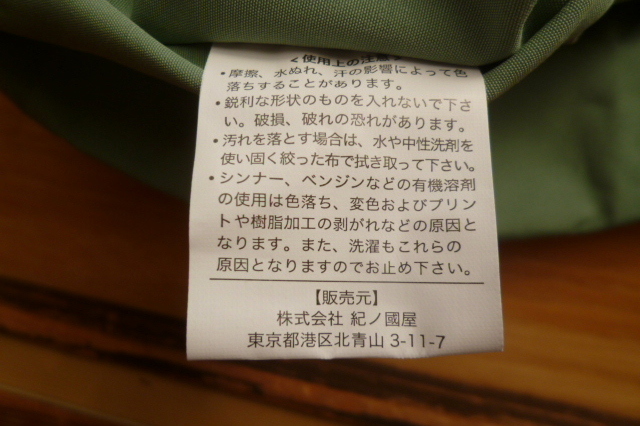 <使用上の注意
・摩擦、水ぬれ、汗の影響によって色
落ちすることがあります。
・鋭利な形状のものを入れないで下さ
い。破損、破れの恐れがあります。
・汚れを落とす場合は、水や中性洗剤を
使い固く絞った布で拭き取って下さい。
・シンナー、ベンジンなどの有機溶剤
の使用は色落ち、変色およびプリン
トや樹脂加工の剥がれなどの原因と
なります。また、洗濯もこれらの
原因となりますのでお止め下さい。
【販売元】
株式会社 紀ノ國屋
東京都港区北青山 3-11-7